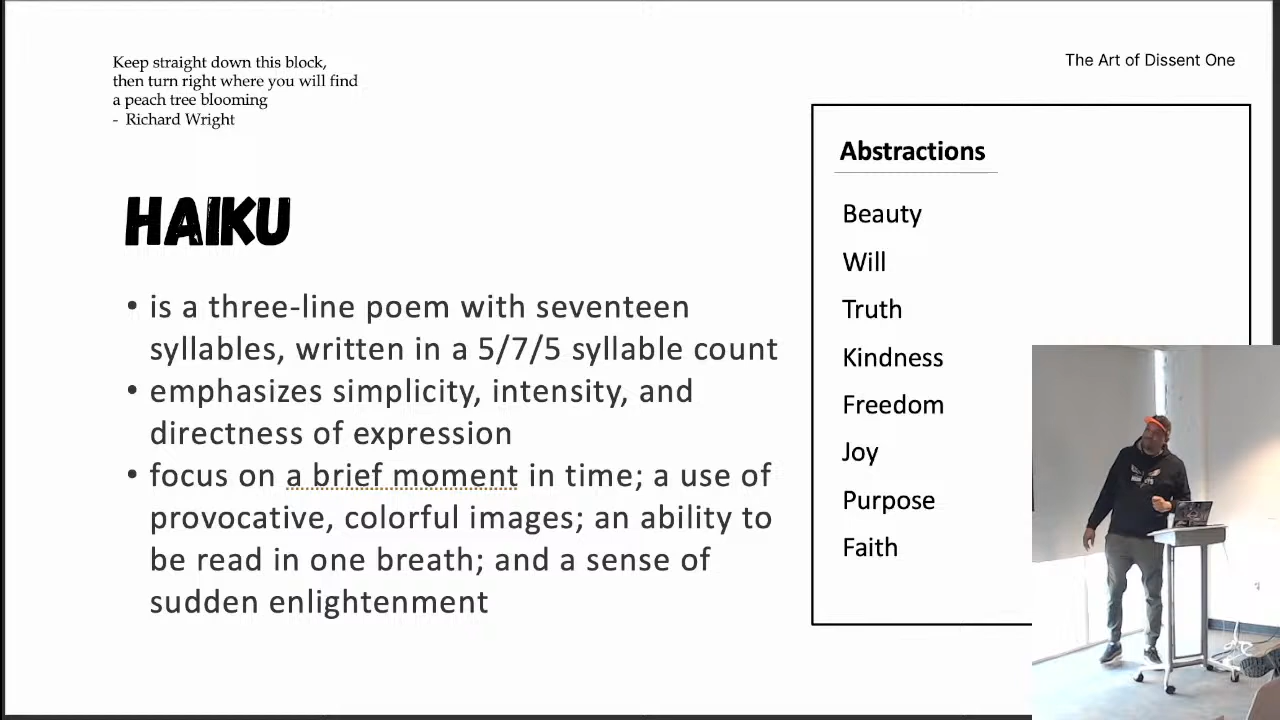 Keep straight down this block,
then turn right where you will find
a peach tree blooming
- Richard Wright
The Art of Dissent One
HAIKU
• is a three-line poem with seventeen
syllables, written in a 5/7/5 syllable count
• emphasizes simplicity, intensity, and
directness of expression
• focus on a brief moment in time; a use of
provocative, colorful images; an ability to
be read in one breath; and a sense of
sudden enlightenment
Abstractions
Beauty
Will
Truth
Kindness
Freedom
Joy
Purpose
Faith